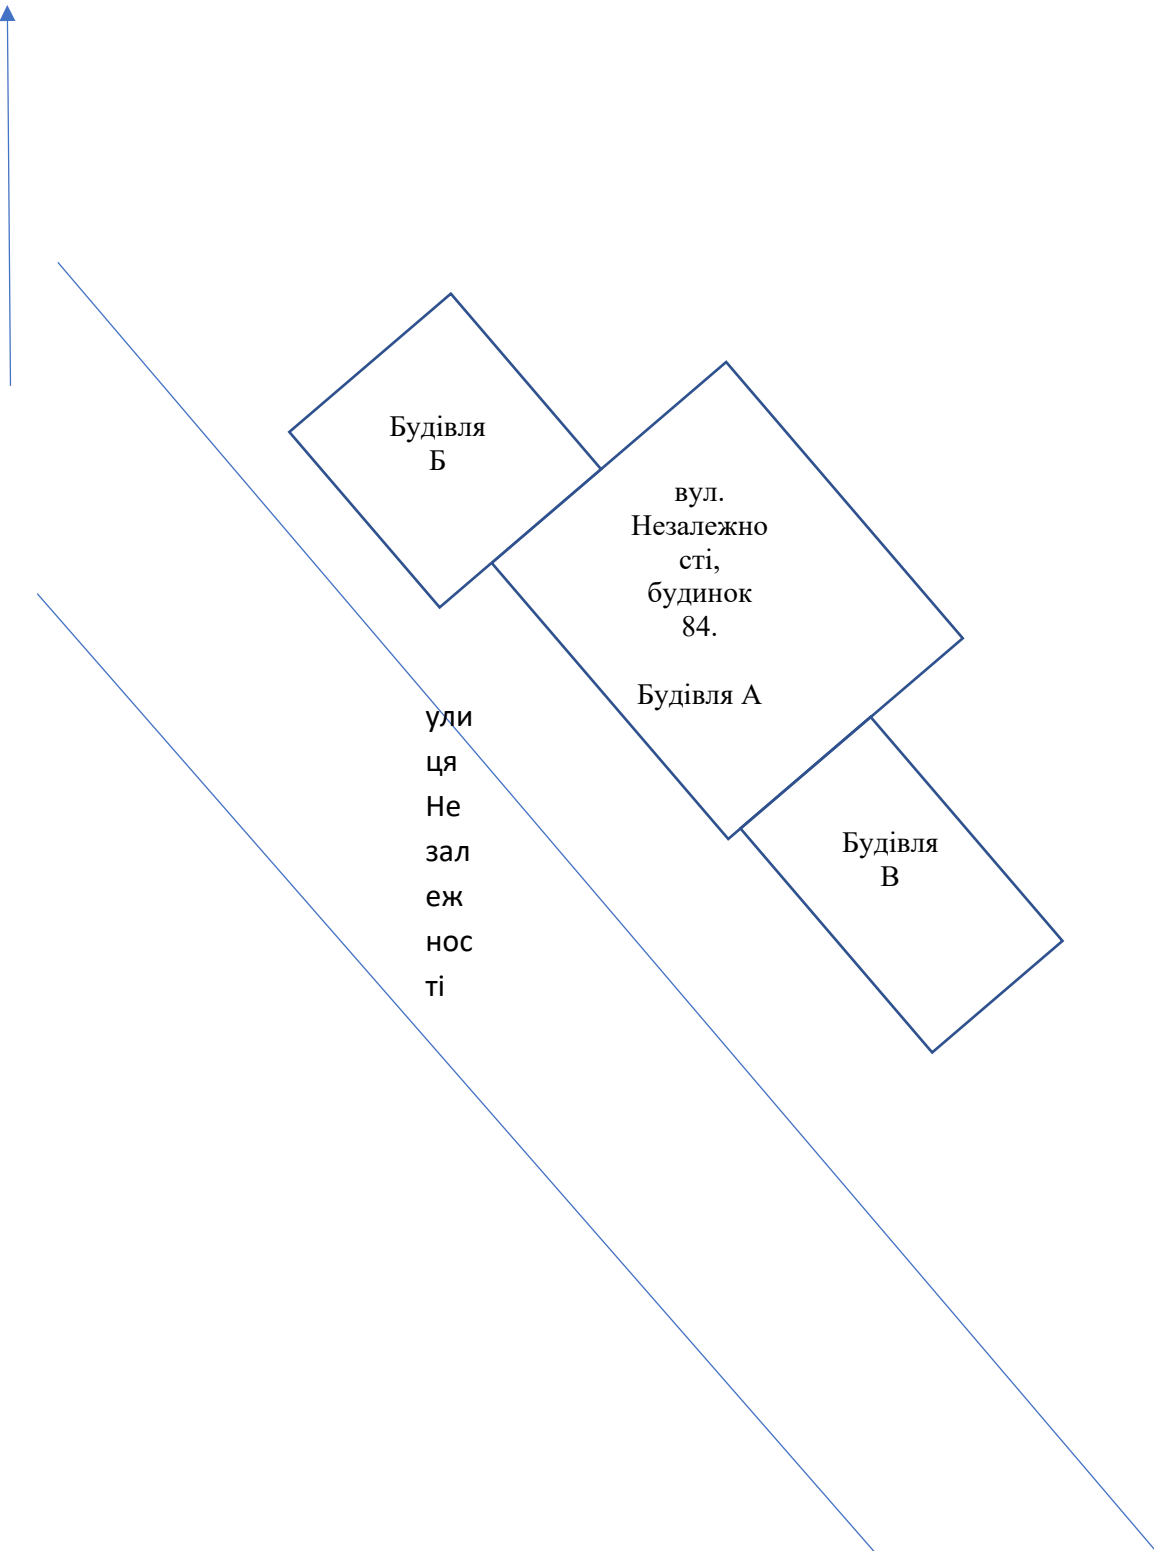 Будівля
Б
вул.
Незалежно
сті,
будинок
84.
Будівля А
ули
ця
Не
зал
еж
нос
ті
Будівля
В